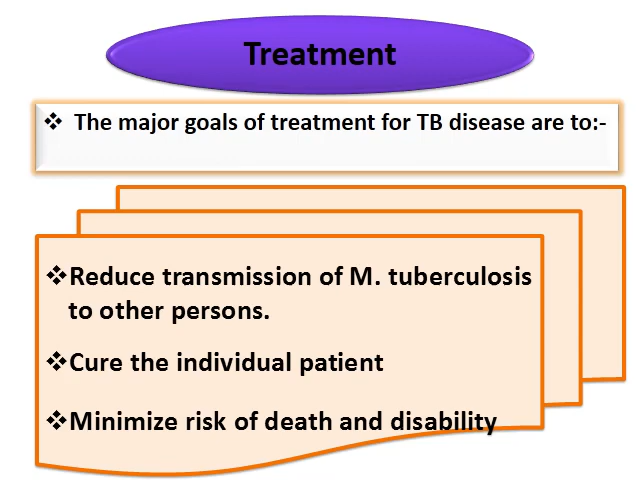 Treatment
❖ The major goals of treatment for TB disease are to:-
❖Reduce transmission of M. tuberculosis
to other persons.
❖Cure the individual patient
❖Minimize risk of death and disability